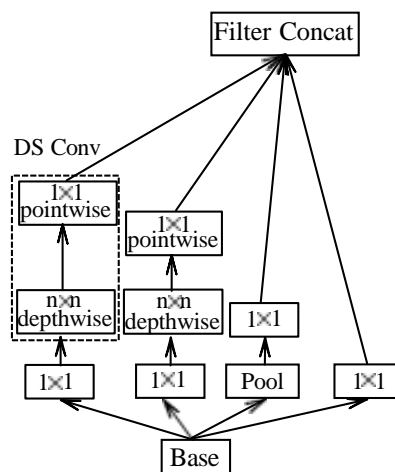 Filter Concat
DS Conv
1×1
pointwise
1×1
pointwise
n×n
depthwise
n×n
depthwise
1×1
1×1
1×1
Pool
1×1
Base